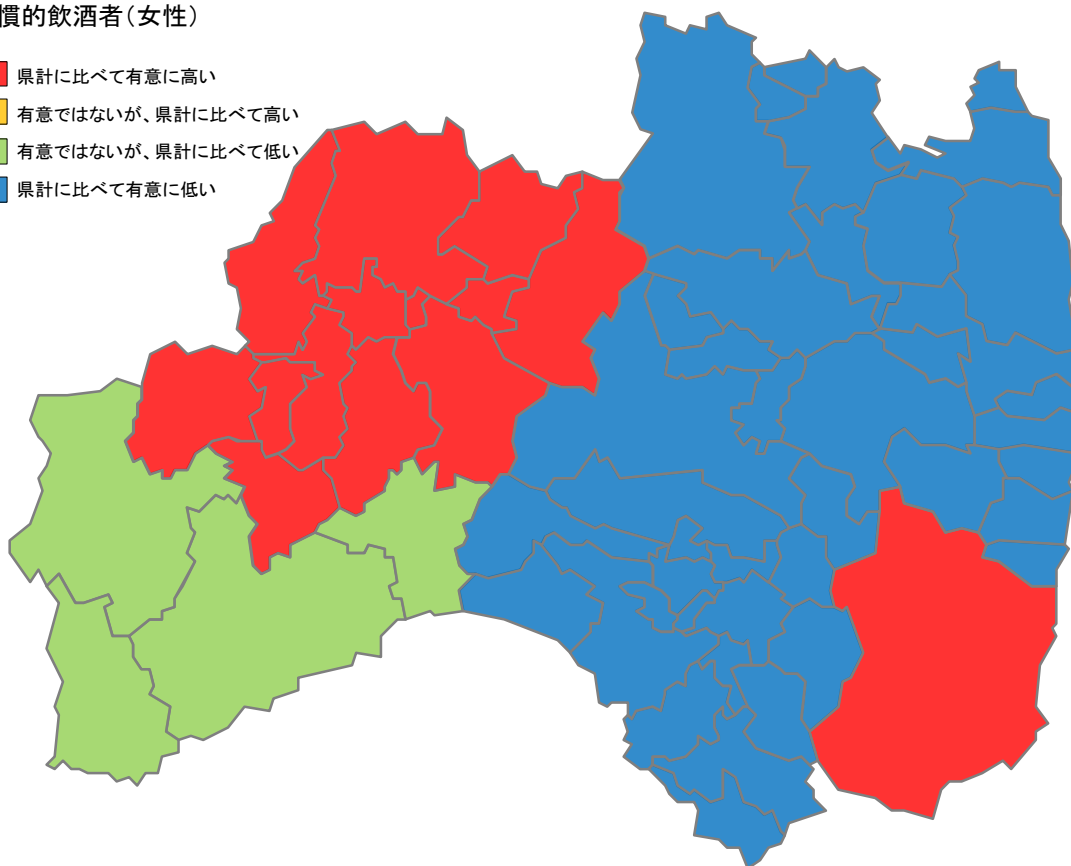 慣的飲酒者(女性)
県計に比べて有意に高い
有意ではないが、県計に比べて高い
有意ではないが、県計に比べて低い
県計に比べて有意に低い